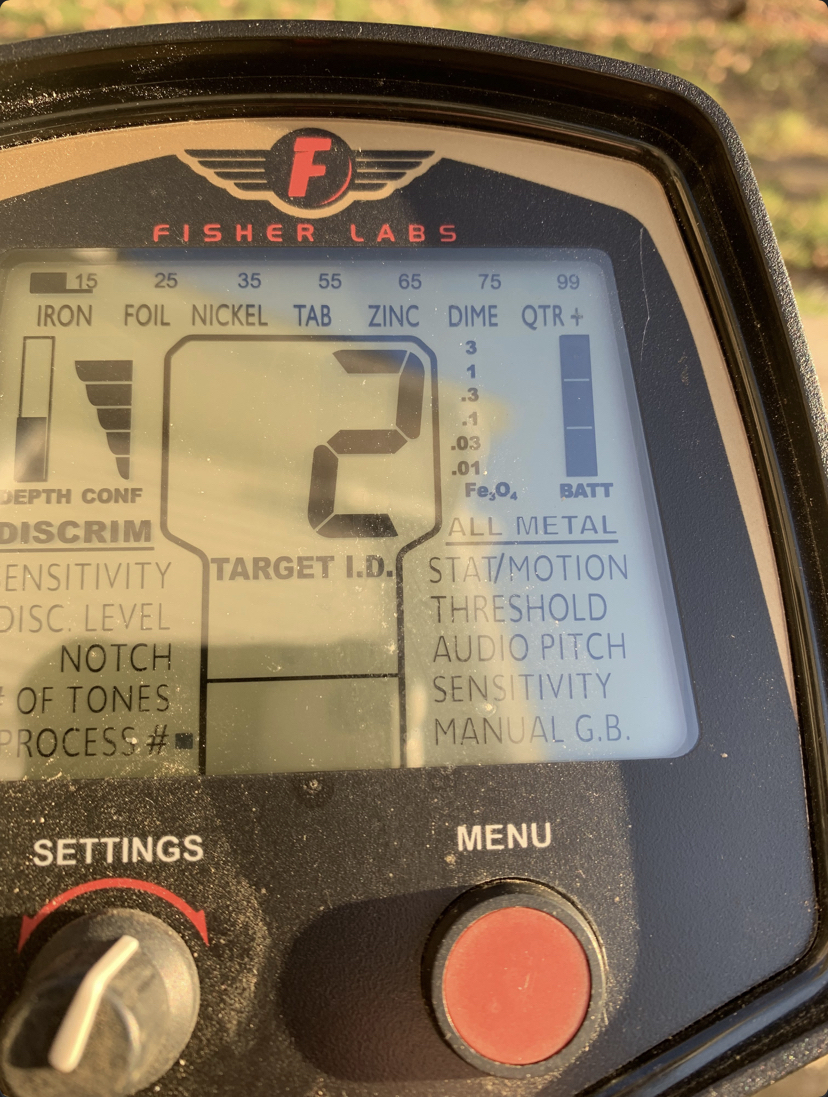 F
FISHER LABS
15 25 35 55 65 75 99
IRON FOIL NICKEL TAB ZINC DIME QTR+
2
3
1
.3
.1
.03
.01
DEPTH CONF
Fe3O4
BATT
DISCRIM
ALL METAL
TARGET I.D.
SENSITIVITY
STAT/MOTION
DISC. LEVEL
THRESHOLD
NOTCH
AUDIO PITCH
# OF TONES
SENSITIVITY
PROCESS #
MANUAL G.B.
SETTINGS
MENU